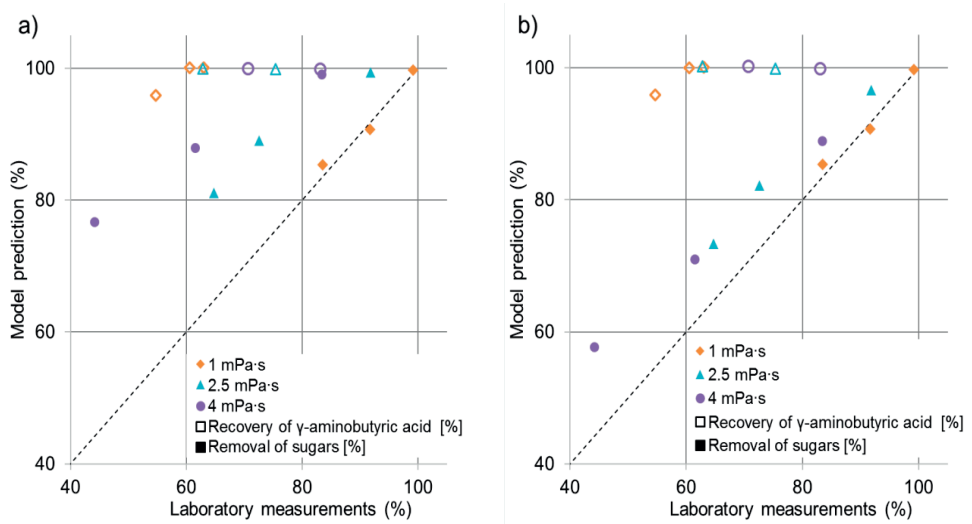 a)
100
80
60
40
Model prediction (%)
1 mPa·s
2.5 mPa·s
4 mPa·s
Recovery of γ-aminobutyric acid [%]
Removal of sugars [%]
40 60 80 100
Laboratory measurements (%)
b)
100
80
60
40
Model prediction (%)
1 mPa·s
2.5 mPa·s
4 mPa·s
Recovery of γ-aminobutyric acid [%]
Removal of sugars [%]
40 60 80 100
Laboratory measurements (%)